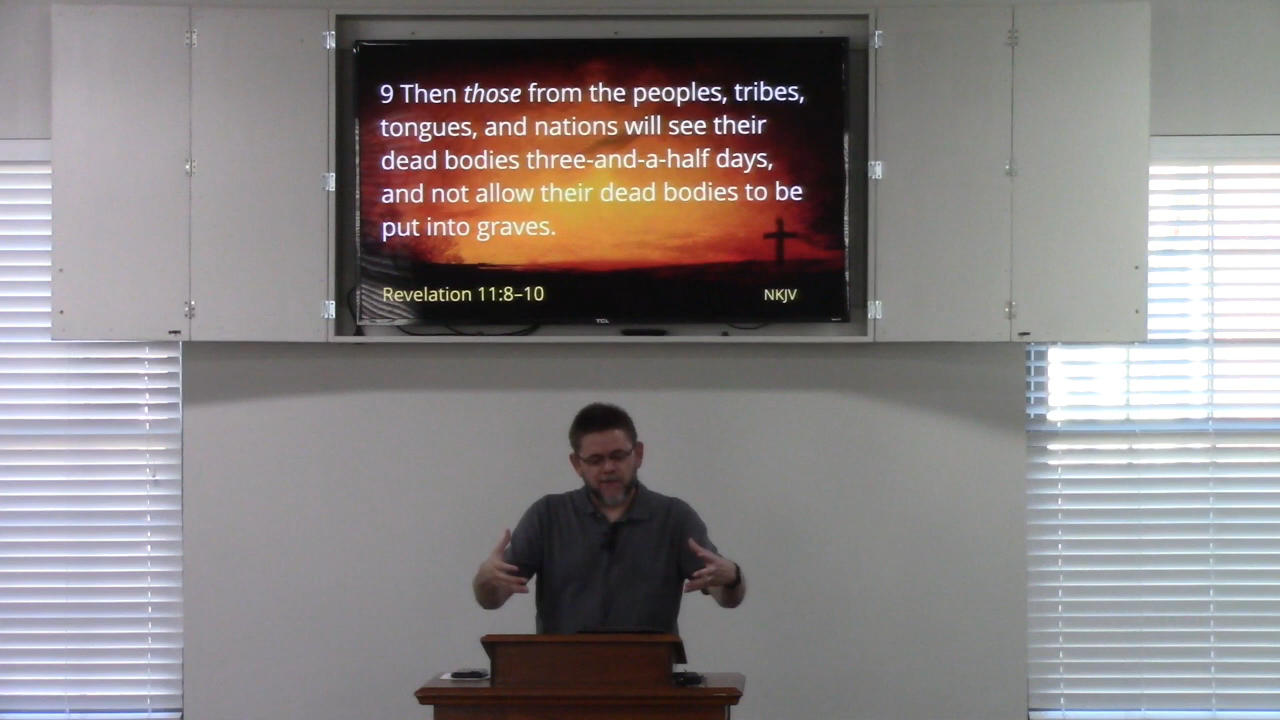 9 Then those from the peoples, tribes,
tongues, and nations will see their
dead bodies three-and-a-half days,
and not allow their dead bodies to be
put into graves.
Revelation 11:8–10
NKJV
TCL